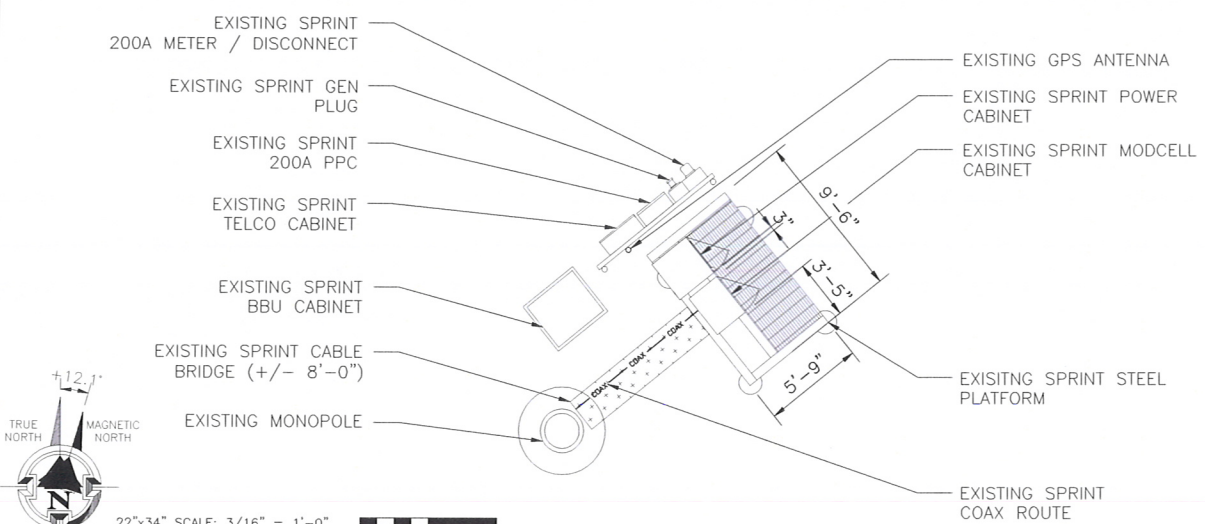 EXISTING SPRINT
200A METER / DISCONNECT
EXISTING SPRINT GEN
PLUG
EXISTING SPRINT
200A PPC
EXISTING SPRINT
TELCO CABINET
EXISTING SPRINT
BBU CABINET
EXISTING SPRINT CABLE
BRIDGE (+/- 8'-0")
EXISTING MONOPOLE
EXISTING GPS ANTENNA
EXISTING SPRINT POWER
CABINET
EXISTING SPRINT MODCELL
CABINET
9'-6"
3"
3'-5"
5'-9"
COAX
COAX
COAX
EXISITNG SPRINT STEEL
PLATFORM
EXISTING SPRINT
COAX ROUTE
+12.1°
TRUE
NORTH
MAGNETIC
NORTH
N
22"x34" SCALE: 3/16" = 1'-0"